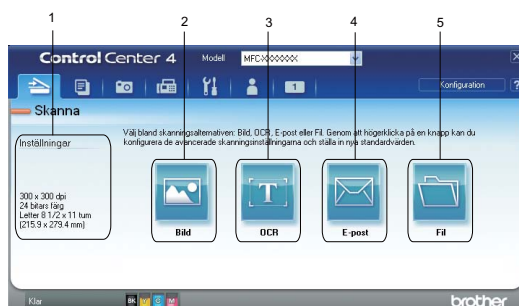 1 2 3 4 5
Control Center 4 Modell MFC-XXXXXX X
1 Konfiguration ?
Skanna
Välj bland skanningsalternativen: Bild, OCR, E-post eller Fil. Genom att högerklicka på en knapp kan du
konfigurera de avancerade skanningsinställningarna och ställa in nya standardvärden.
Inställningar
300 x 300 dpi
24 bitars färg
Letter 8 1/2 x 11 tum
(215.9 x 279.4 mm)
T
Bild OCR E-post Fil
Klar BK Y C M brother